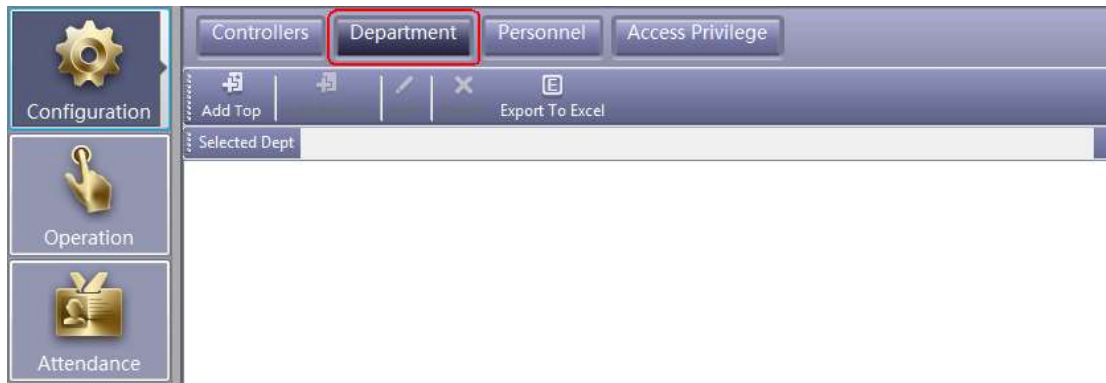 Controllers Department Personnel Access Privilege
Add Top Export To Excel
Selected Dept
Configuration
Operation
Attendance